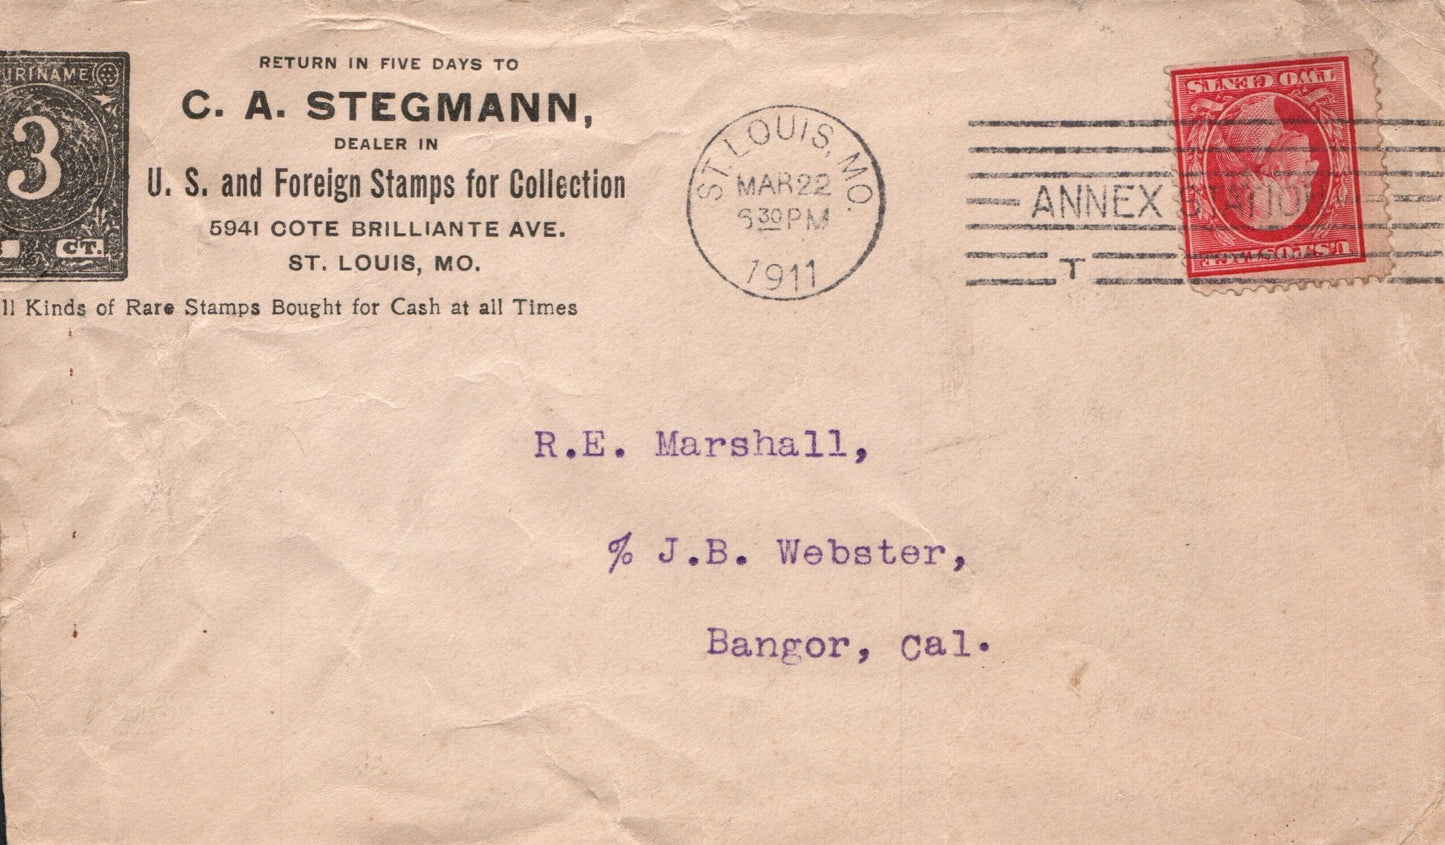 RETURN IN FIVE DAYS TO
C. A. STEGMANN,
DEALER IN
U. S. and Foreign Stamps for Collection
5941 COTE BRILLIANTE AVE.
ST. LOUIS, MO.
ll Kinds of Rare Stamps Bought for Cash at all Times
URINAME
3
CT.
ST. LOUIS, MO.
MAR 22
630 PM
1911
ANNEX STATION
T
TWO CENTS
U.S. POSTAGE
R.E. Marshall,
% J.B. Webster,
Bangor, Cal.